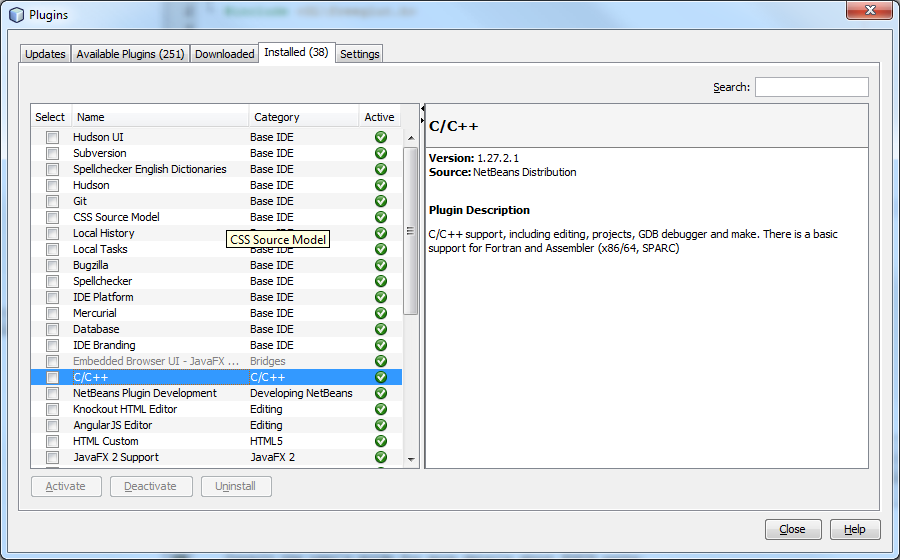 Plugins
Updates Available Plugins (251) Downloaded Installed (38) Settings
Search:
Select Name Category Active
Hudson UI Base IDE
Subversion Base IDE
Spellchecker English Dictionaries Base IDE
Hudson Base IDE
Git Base IDE
CSS Source Model Base IDE
Local History
CSS Source Model
Local Tasks Base IDE
Bugzilla Base IDE
Spellchecker Base IDE
IDE Platform Base IDE
Mercurial Base IDE
Database Base IDE
IDE Branding Base IDE
Embedded Browser UI - JavaFX ... Bridges
C/C++ C/C++
NetBeans Plugin Development Developing NetBeans
Knockout HTML Editor Editing
AngularJS Editor Editing
HTML Custom HTML5
JavaFX 2 Support JavaFX 2
Activate Deactivate Uninstall
C/C++
Version: 1.27.2.1
Source: NetBeans Distribution
Plugin Description
C/C++ support, including editing, projects, GDB debugger and make. There is a basic
support for Fortran and Assembler (x86/64, SPARC)
Close Help